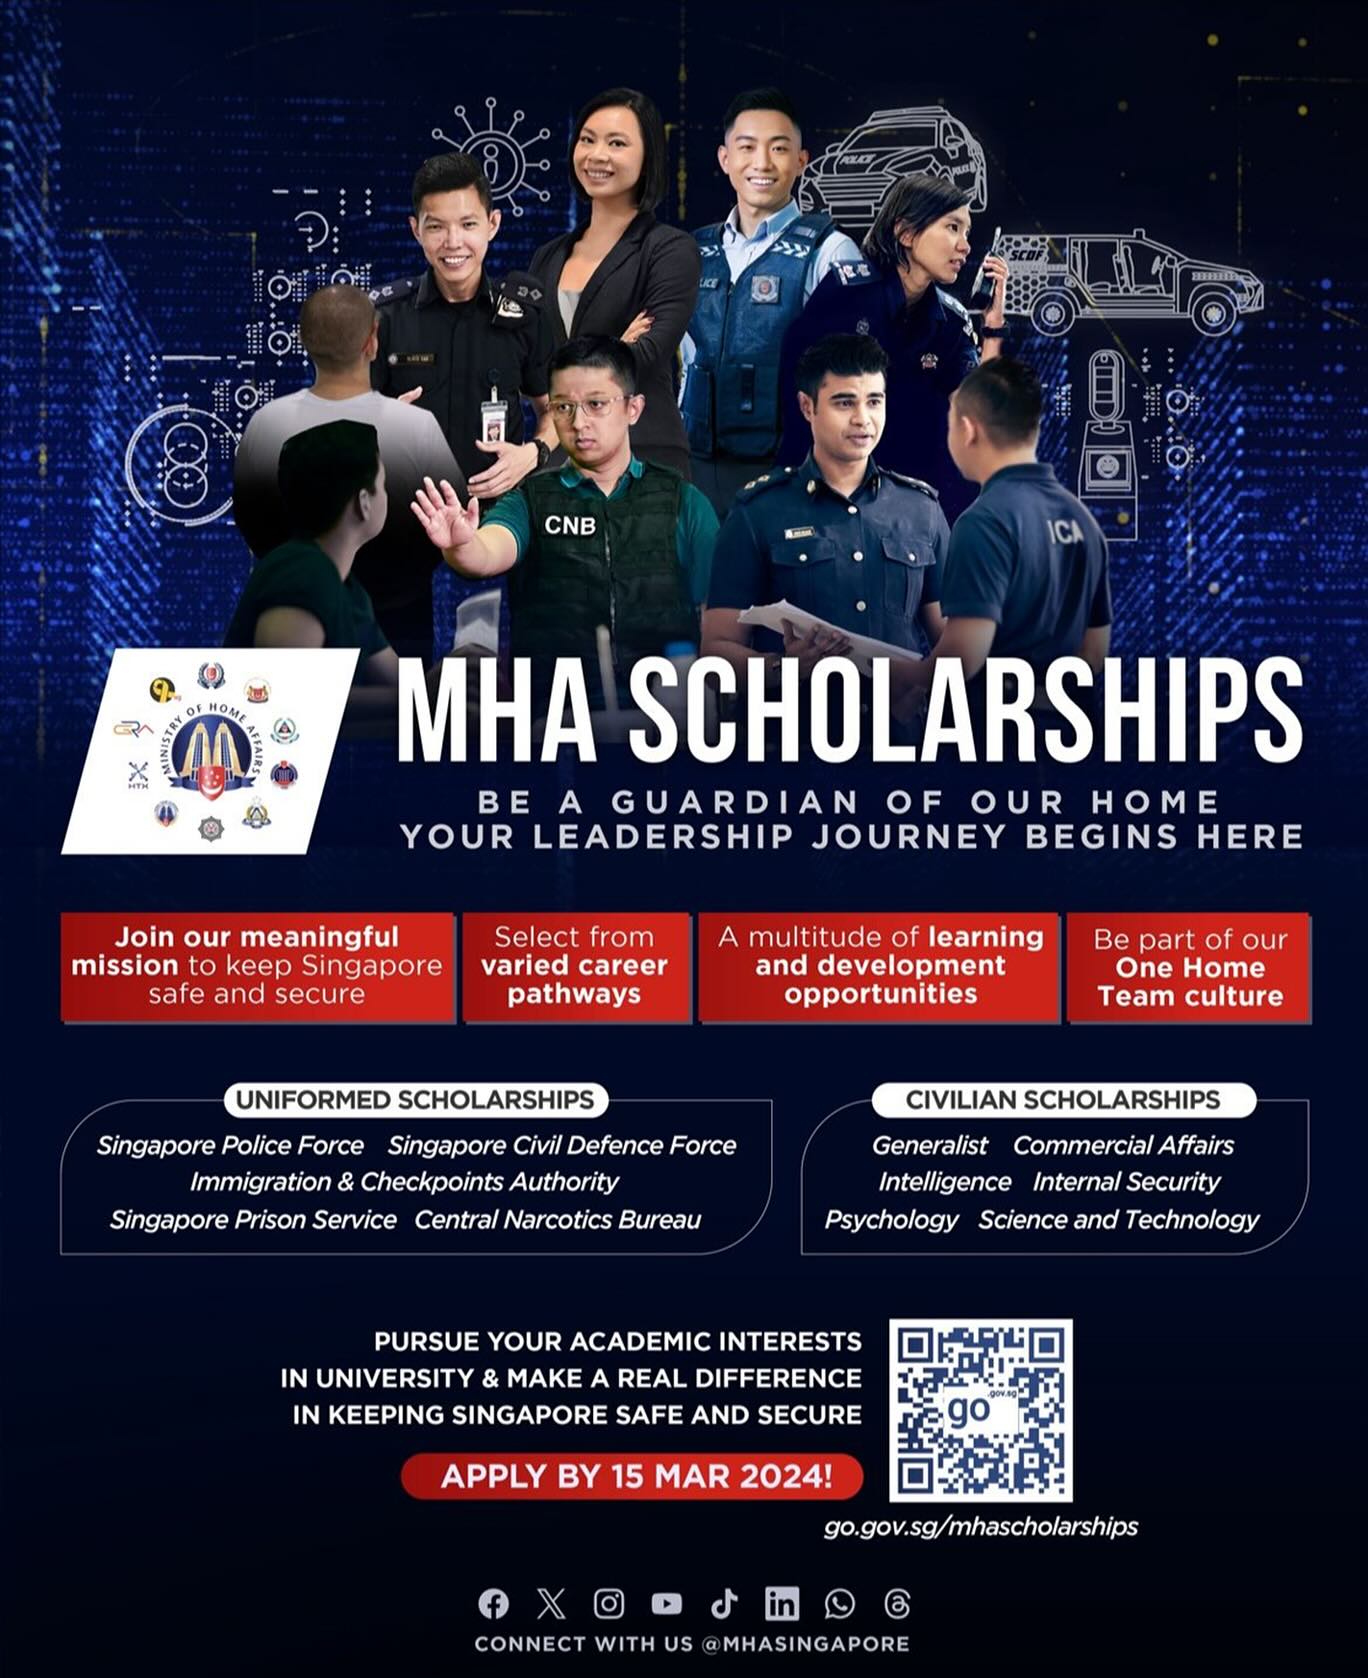 POLICE
POLICE
SCDF
CNB
ICA
MINISTRY OF HOME AFFAIRS
GRA
HTX
MHA SCHOLARSHIPS
BE A GUARDIAN OF OUR HOME
YOUR LEADERSHIP JOURNEY BEGINS HERE
Join our meaningful
mission to keep Singapore
safe and secure
Select from
varied career
pathways
A multitude of learning
and development
opportunities
Be part of our
One Home
Team culture
UNIFORMED SCHOLARSHIPS
Singapore Police Force Singapore Civil Defence Force
Immigration & Checkpoints Authority
Singapore Prison Service Central Narcotics Bureau
CIVILIAN SCHOLARSHIPS
Generalist Commercial Affairs
Intelligence Internal Security
Psychology Science and Technology
PURSUE YOUR ACADEMIC INTERESTS
IN UNIVERSITY & MAKE A REAL DIFFERENCE
IN KEEPING SINGAPORE SAFE AND SECURE
APPLY BY 15 MAR 2024!
go.gov.sg
go.gov.sg/mhascholarships
CONNECT WITH US @MHASINGAPORE